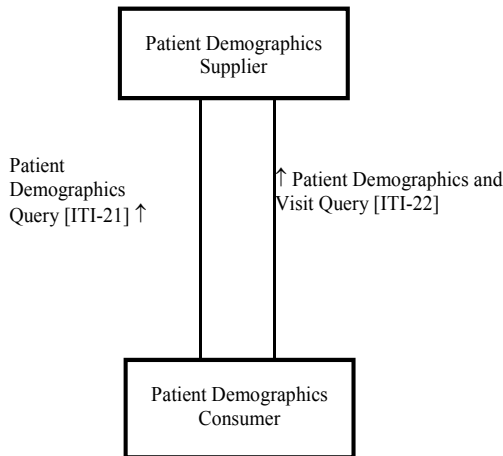 Patient Demographics
Supplier
Patient
Demographics
Query [ITI-21] ↑
↑ Patient Demographics and
Visit Query [ITI-22]
Patient Demographics
Consumer